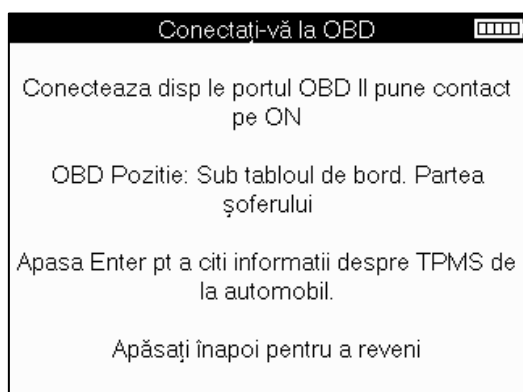 Conectați-vă la OBD
Conecteaza disp le portul OBD II pune contact
pe ON
OBD Pozitie: Sub tabloul de bord. Partea
șoferului
Apasa Enter pt a citi informatii despre TPMS de
la automobil.
Apăsați înapoi pentru a reveni